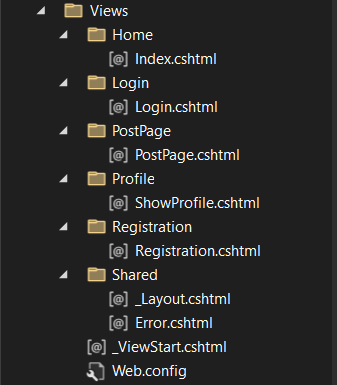 Views
Home
Index.cshtml
Login
Login.cshtml
PostPage
PostPage.cshtml
Profile
ShowProfile.cshtml
Registration
Registration.cshtml
Shared
_Layout.cshtml
Error.cshtml
_ViewStart.cshtml
Web.config